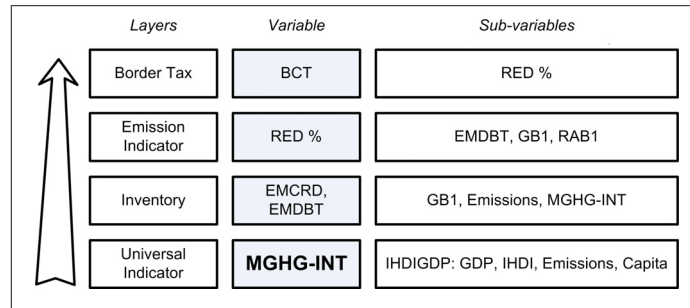 Layers Variable Sub-variables
Border Tax BCT RED %
Emission
Indicator RED % EMDBT, GB1, RAB1
Inventory EMCRD,
EMDBT GB1, Emissions, MGHG-INT
Universal
Indicator MGHG-INT IHDIGDP: GDP, IHDI, Emissions, Capita